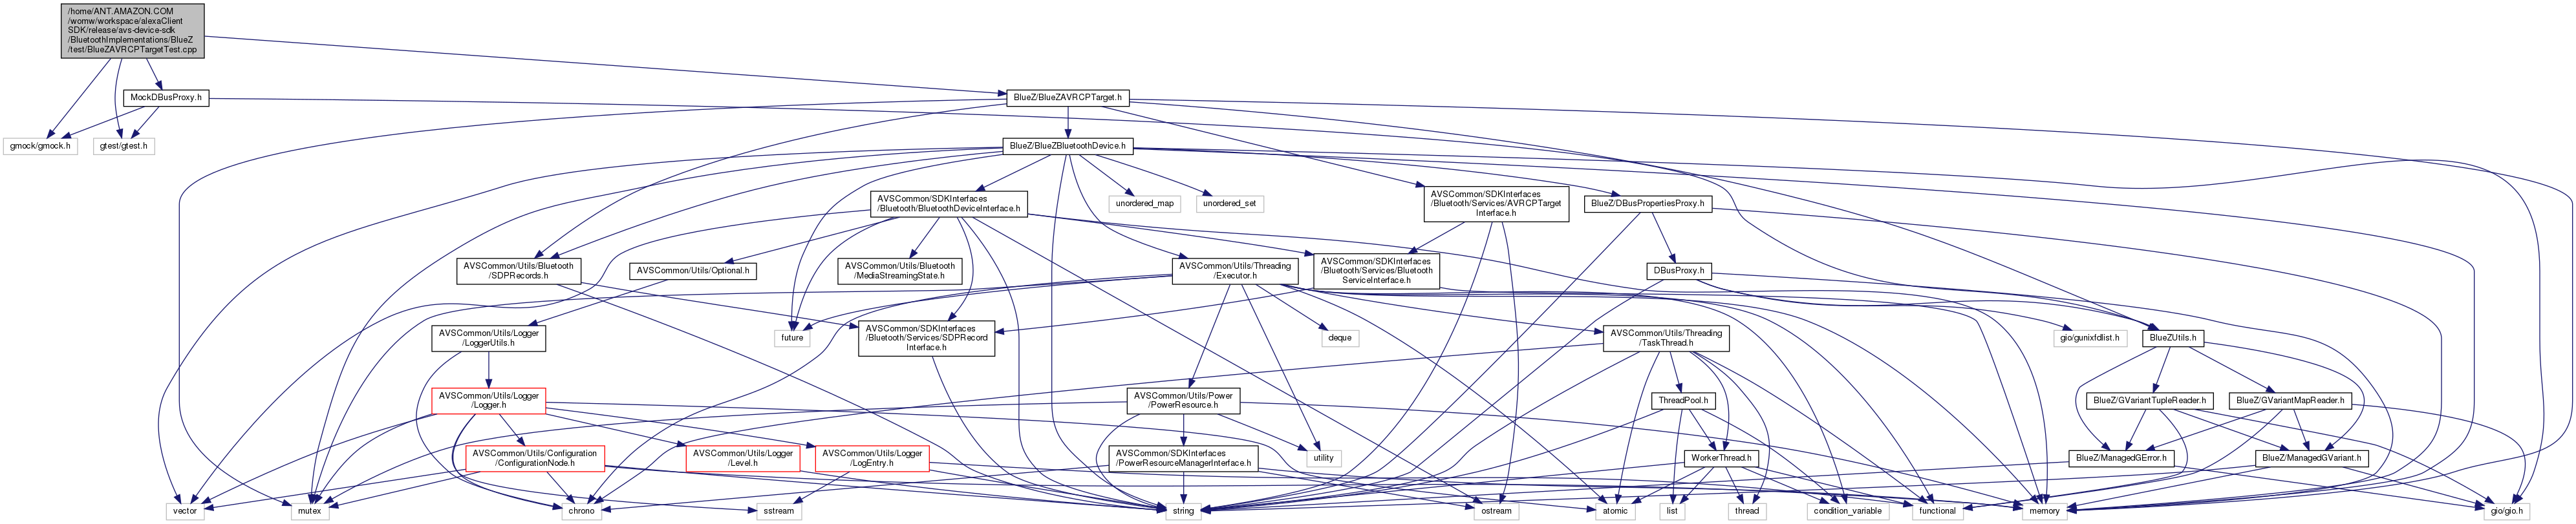 /home/ANT.AMAZON.COM
/womw/workspace/alexaClient
SDK/release/avs-device-sdk
/BluetoothImplementations/BlueZ
/test/BlueZAVRCPTargetTest.cpp
MockDBusProxy.h
BlueZ/BlueZAVRCPTarget.h
gmock/gmock.h
gtest/gtest.h
BlueZ/BlueZBluetoothDevice.h
AVSCommon/SDKInterfaces
/Bluetooth/BluetoothDeviceInterface.h
unordered_map
unordered_set
AVSCommon/SDKInterfaces
/Bluetooth/Services/AVRCPTarget
Interface.h
BlueZ/DBusPropertiesProxy.h
AVSCommon/Utils/Bluetooth
/SDPRecords.h
AVSCommon/Utils/Optional.h
AVSCommon/Utils/Bluetooth
/MediaStreamingState.h
AVSCommon/Utils/Threading
/Executor.h
AVSCommon/SDKInterfaces
/Bluetooth/Services/Bluetooth
ServiceInterface.h
DBusProxy.h
AVSCommon/Utils/Logger
/LoggerUtils.h
future
AVSCommon/SDKInterfaces
/Bluetooth/Services/SDPRecord
Interface.h
deque
AVSCommon/Utils/Threading
/TaskThread.h
gio/gunixfdlist.h
BlueZUtils.h
AVSCommon/Utils/Logger
/Logger.h
AVSCommon/Utils/Power
/PowerResource.h
ThreadPool.h
BlueZ/GVariantTupleReader.h
BlueZ/GVariantMapReader.h
AVSCommon/Utils/Configuration
/ConfigurationNode.h
AVSCommon/Utils/Logger
/Level.h
AVSCommon/Utils/Logger
/LogEntry.h
AVSCommon/SDKInterfaces
/PowerResourceManagerInterface.h
utility
WorkerThread.h
BlueZ/ManagedGError.h
BlueZ/ManagedGVariant.h
vector
mutex
chrono
sstream
string
ostream
atomic
list
thread
condition_variable
functional
memory
gio/gio.h